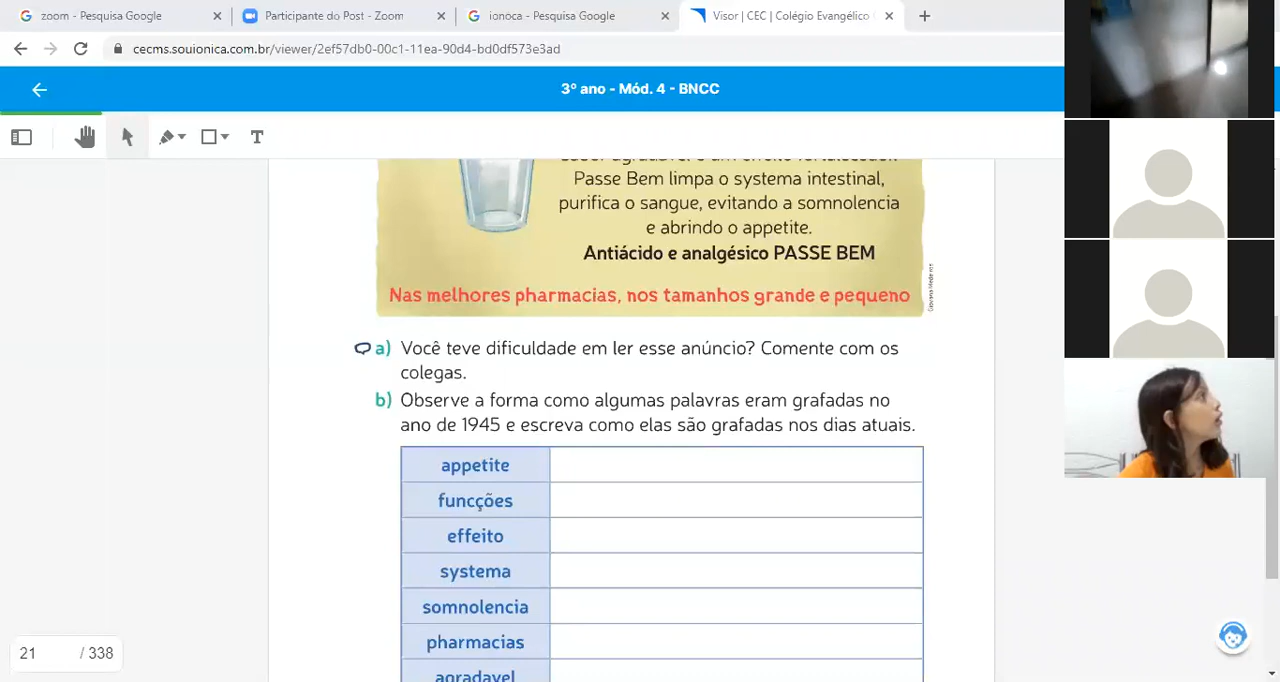 zoom - Pesquisa Google
Participante do Post - Zoom
ionoca - Pesquisa Google
Visor | CEC | Colégio Evangélico
cecms.souionica.com.br/viewer/2ef57db0-00c1-11ea-90d4-bd0df573e3ad
3º ano - Mód. 4 - BNCC
T
Passe Bem limpa o systema intestinal,
purifica o sangue, evitando a somnolencia
e abrindo o appetite.
Antiácido e analgésico PASSE BEM
Nas melhores pharmacias, nos tamanhos grande e pequeno
a) Você teve dificuldade em ler esse anúncio? Comente com os
colegas.
b) Observe a forma como algumas palavras eram grafadas no
ano de 1945 e escreva como elas são grafadas nos dias atuais.
appetite
funcções
effeito
systema
somnolencia
pharmacias
agradavel
21 / 338